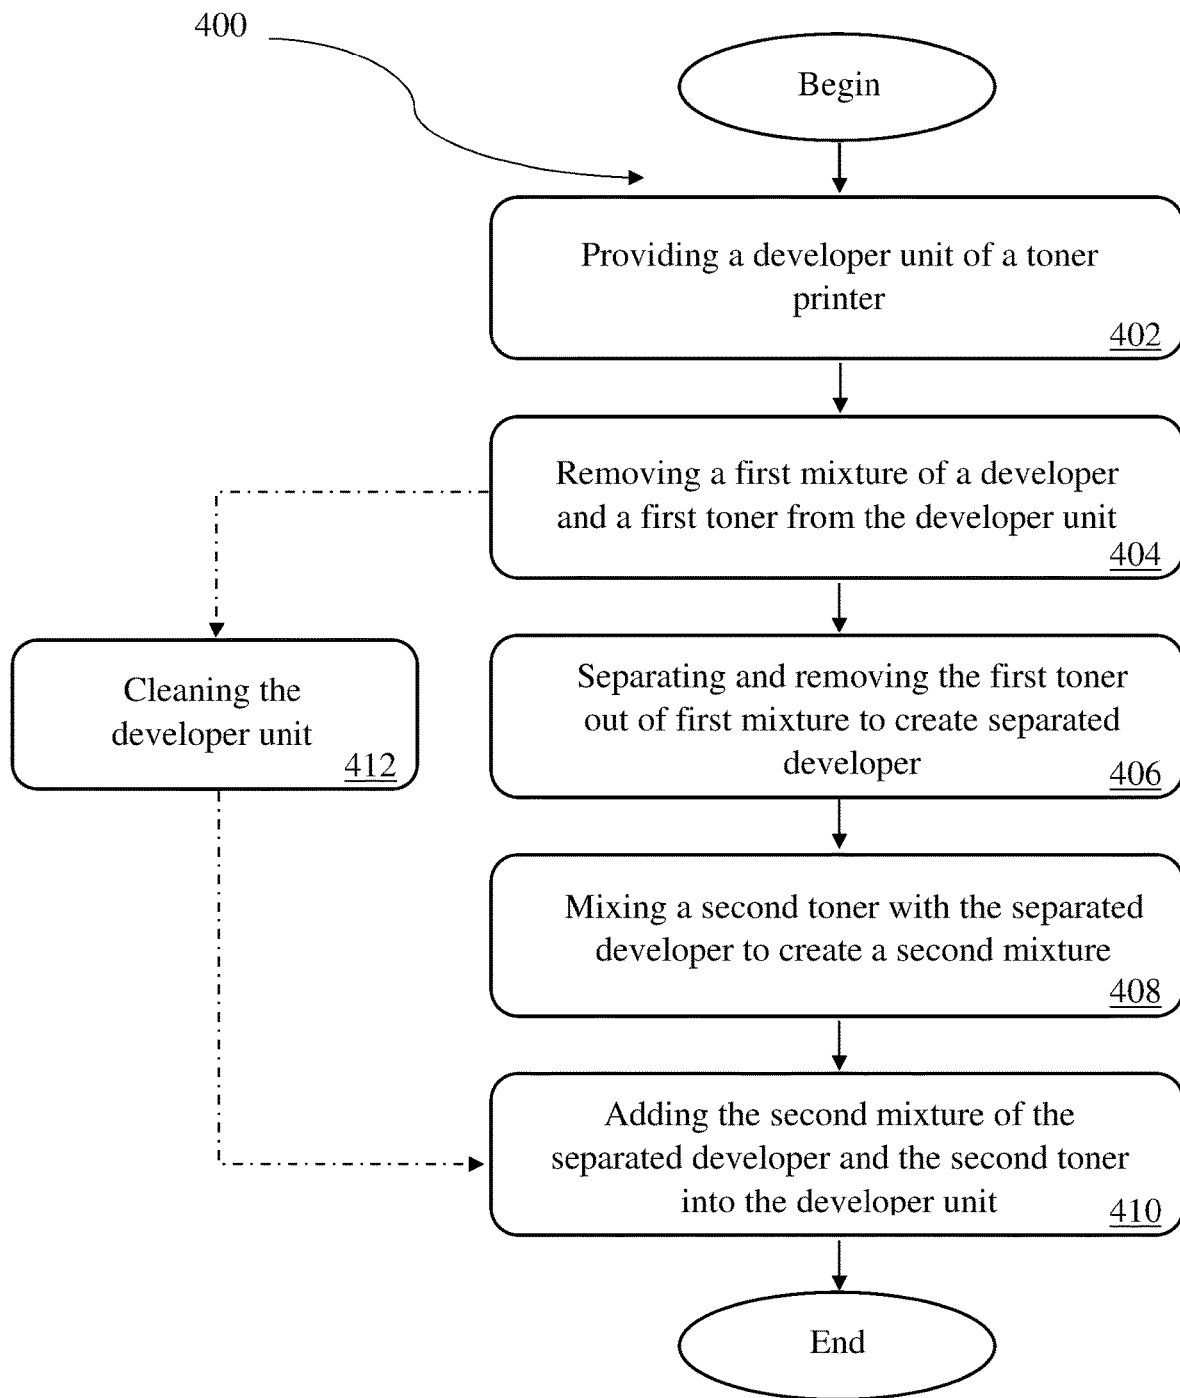 400
Begin
Providing a developer unit of a toner
printer
402
Removing a first mixture of a developer
and a first toner from the developer unit
404
Separating and removing the first toner
out of first mixture to create separated
developer
406
Cleaning the
developer unit
412
Mixing a second toner with the separated
developer to create a second mixture
408
Adding the second mixture of the
separated developer and the second toner
into the developer unit
410
End